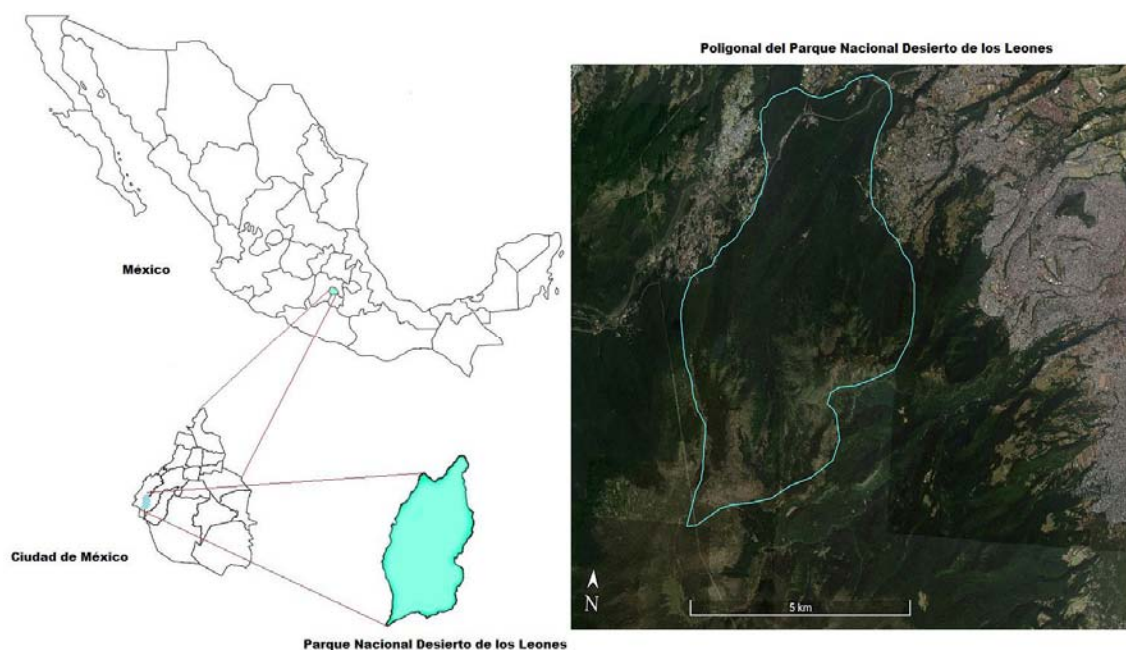 Poligonal del Parque Nacional Desierto de los Leones
México
Ciudad de México
Parque Nacional Desierto de los Leones
N
5 km